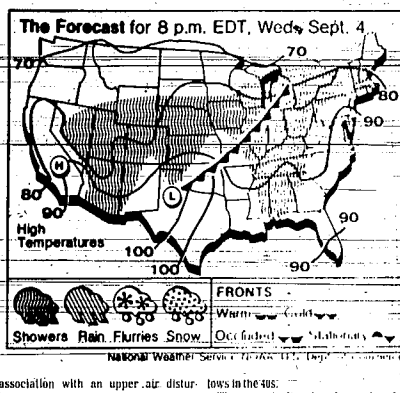 The Forecast for 8 p.m. EDT, Wed., Sept. 4
70
70
80
90
H
80
90
L
High
Temperatures
100
100
90
90
Showers Rain Flurries Snow
FRONTS
Warm Cold
Occluded Stationary
National Weather Service
association with an upper air distur- lows in the 40s.